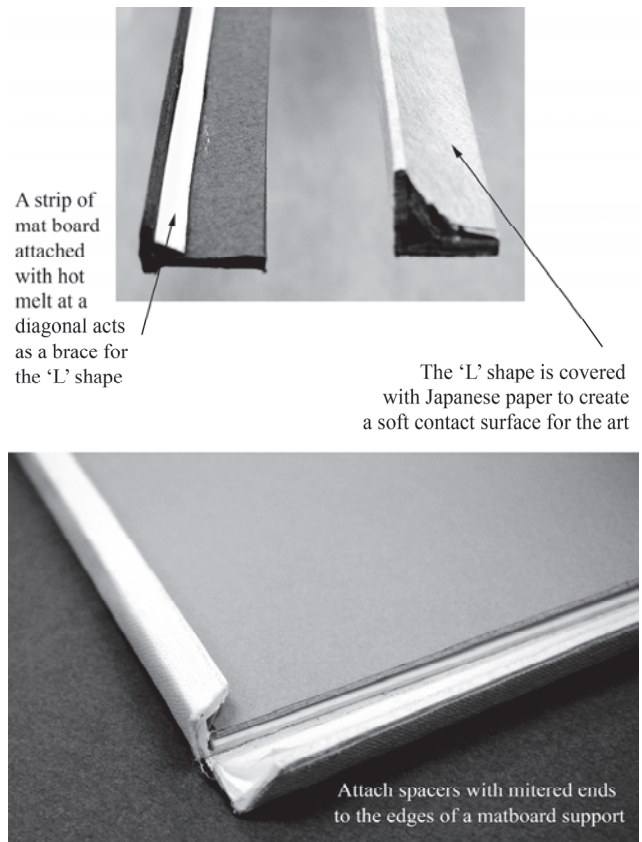 A strip of
mat board
attached
with hot
melt at a
diagonal acts
as a brace for
the ‘L’ shape
The ‘L’ shape is covered
with Japanese paper to create
a soft contact surface for the art
Attach spacers with mitered ends
to the edges of a matboard support